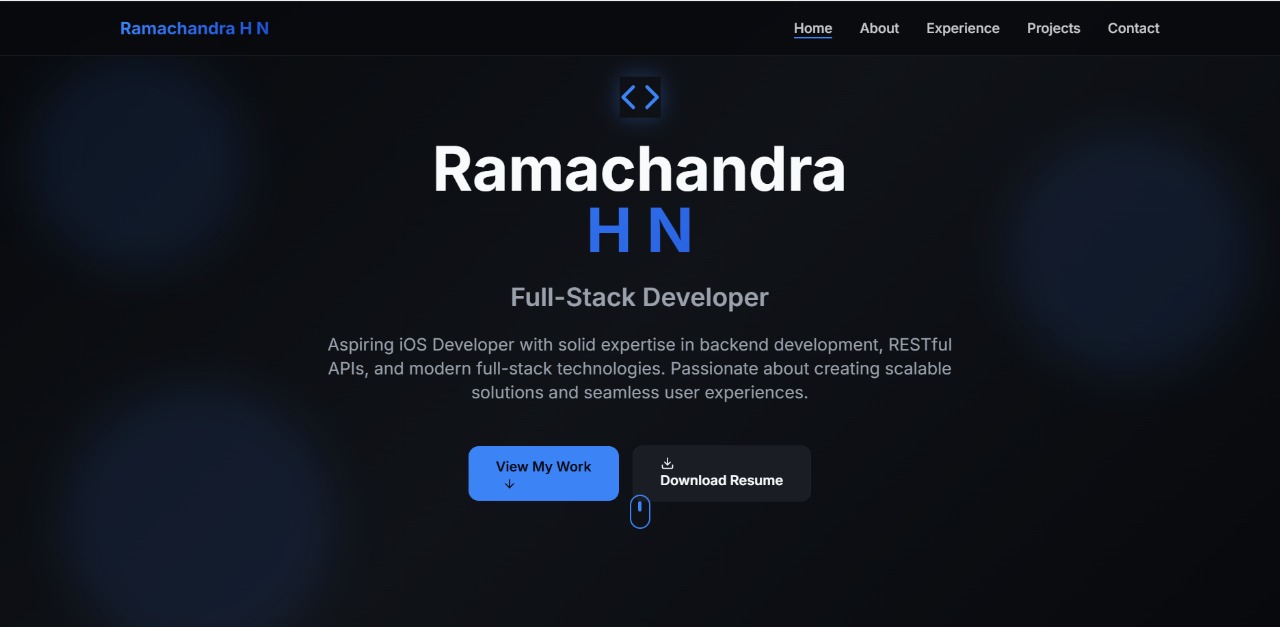 Ramachandra H N
Home About Experience Projects Contact
Ramachandra
H N
Full-Stack Developer
Aspiring iOS Developer with solid expertise in backend development, RESTful
APIs, and modern full-stack technologies. Passionate about creating scalable
solutions and seamless user experiences.
View My Work
Download Resume